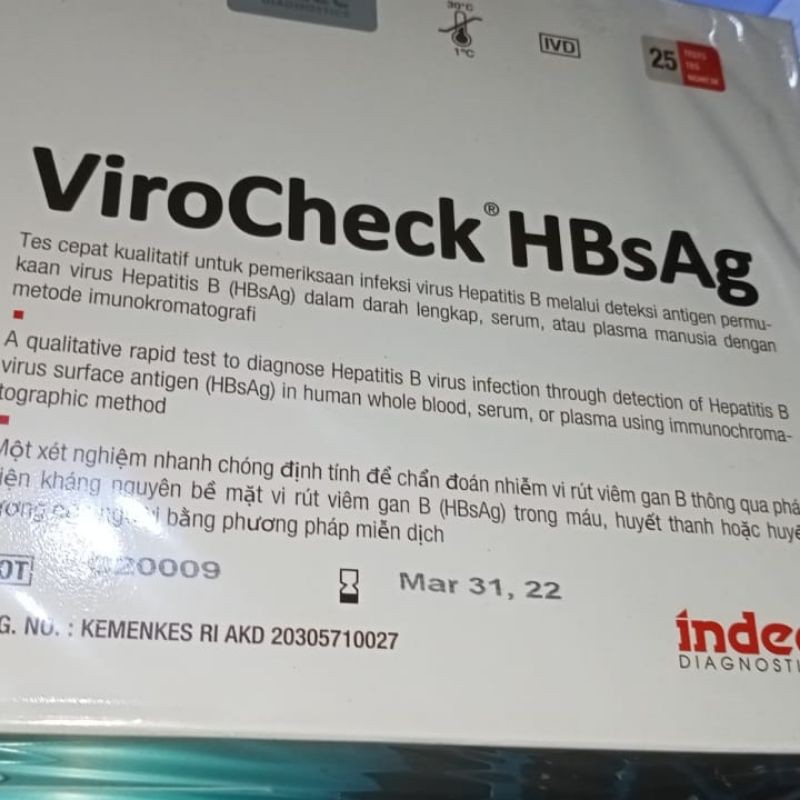 DIAGNOSTICS
30°C
1°C
IVD
25
ViroCheck® HBsAg
Tes cepat kualitatif untuk pemeriksaan infeksi virus Hepatitis B melalui deteksi antigen permu-
kaan virus Hepatitis B (HBsAg) dalam darah lengkap, serum, atau plasma manusia dengan
metode imunokromatografi
A qualitative rapid test to diagnose Hepatitis B virus infection through detection of Hepatitis B
virus surface antigen (HBsAg) in human whole blood, serum, or plasma using immunochroma-
tographic method
Một xét nghiệm nhanh chóng định tính để chẩn đoán nhiễm vi rút viêm gan B thông qua phá
iện kháng nguyên bề mặt vi rút viêm gan B (HBsAg) trong máu, huyết thanh hoặc huyế
bằng phương pháp miễn dịch
OT 20009
Mar 31, 22
G. NO. : KEMENKES RI AKD 20305710027
indec
DIAGNOSTI